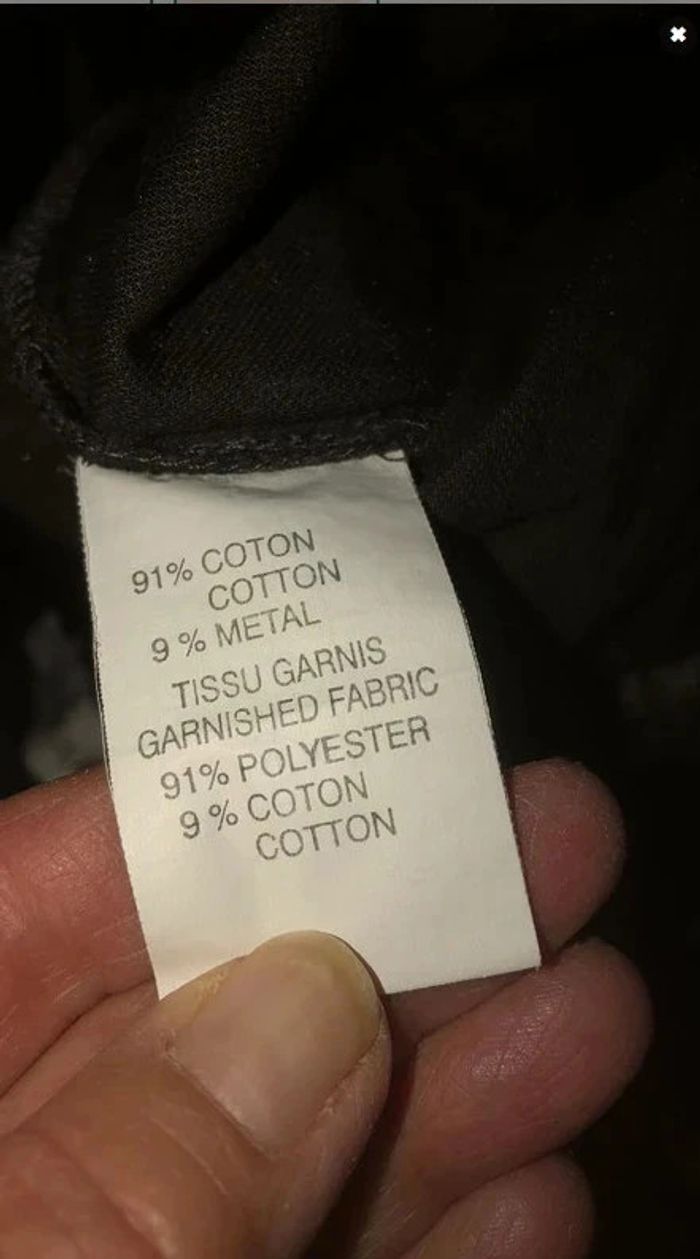 91% COTON
COTTON
9 % METAL
TISSU GARNIS
GARNISHED FABRIC
91% POLYESTER
9 % COTON
COTTON